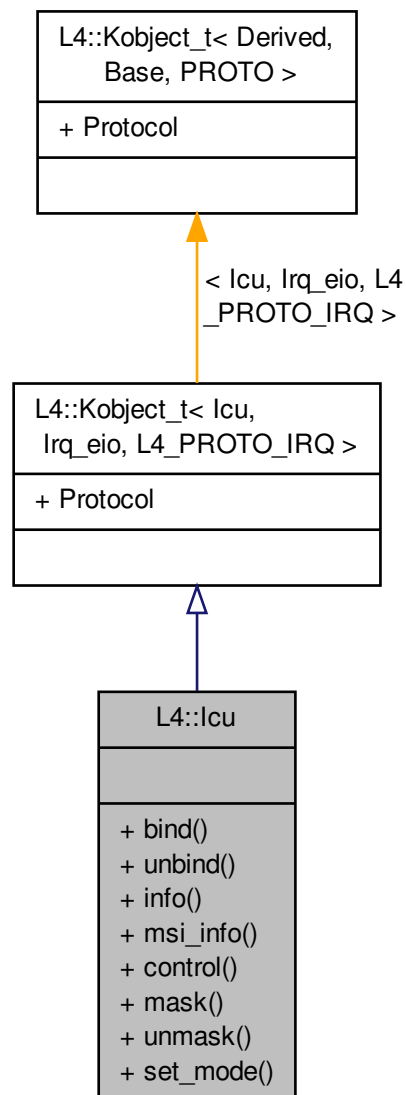 L4::Kobject_t< Derived,
Base, PROTO >
+ Protocol
< Icu, Irq_eio, L4
_PROTO_IRQ >
L4::Kobject_t< Icu,
Irq_eio, L4_PROTO_IRQ >
+ Protocol
L4::Icu
+ bind()
+ unbind()
+ info()
+ msi_info()
+ control()
+ mask()
+ unmask()
+ set_mode()